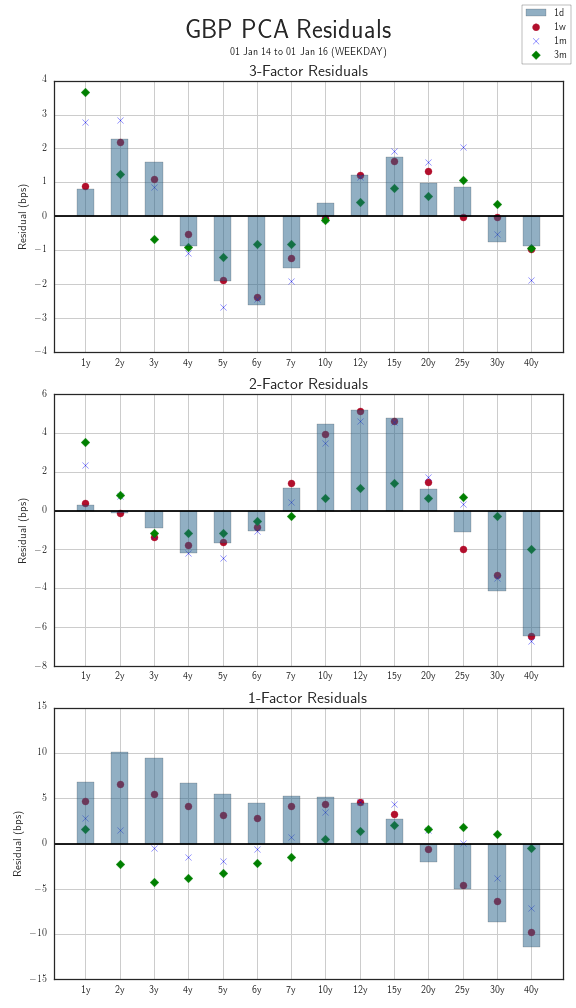 GBP PCA Residuals
01 Jan 14 to 01 Jan 16 (WEEKDAY)
1d
1w
1m
3m
3-Factor Residuals
Residual (bps)
4
3
2
1
0
−1
−2
−3
−4
1y 2y 3y 4y 5y 6y 7y 10y 12y 15y 20y 25y 30y 40y
2-Factor Residuals
Residual (bps)
6
4
2
0
−2
−4
−6
−8
1y 2y 3y 4y 5y 6y 7y 10y 12y 15y 20y 25y 30y 40y
1-Factor Residuals
Residual (bps)
15
10
5
0
−5
−10
−15
1y 2y 3y 4y 5y 6y 7y 10y 12y 15y 20y 25y 30y 40y